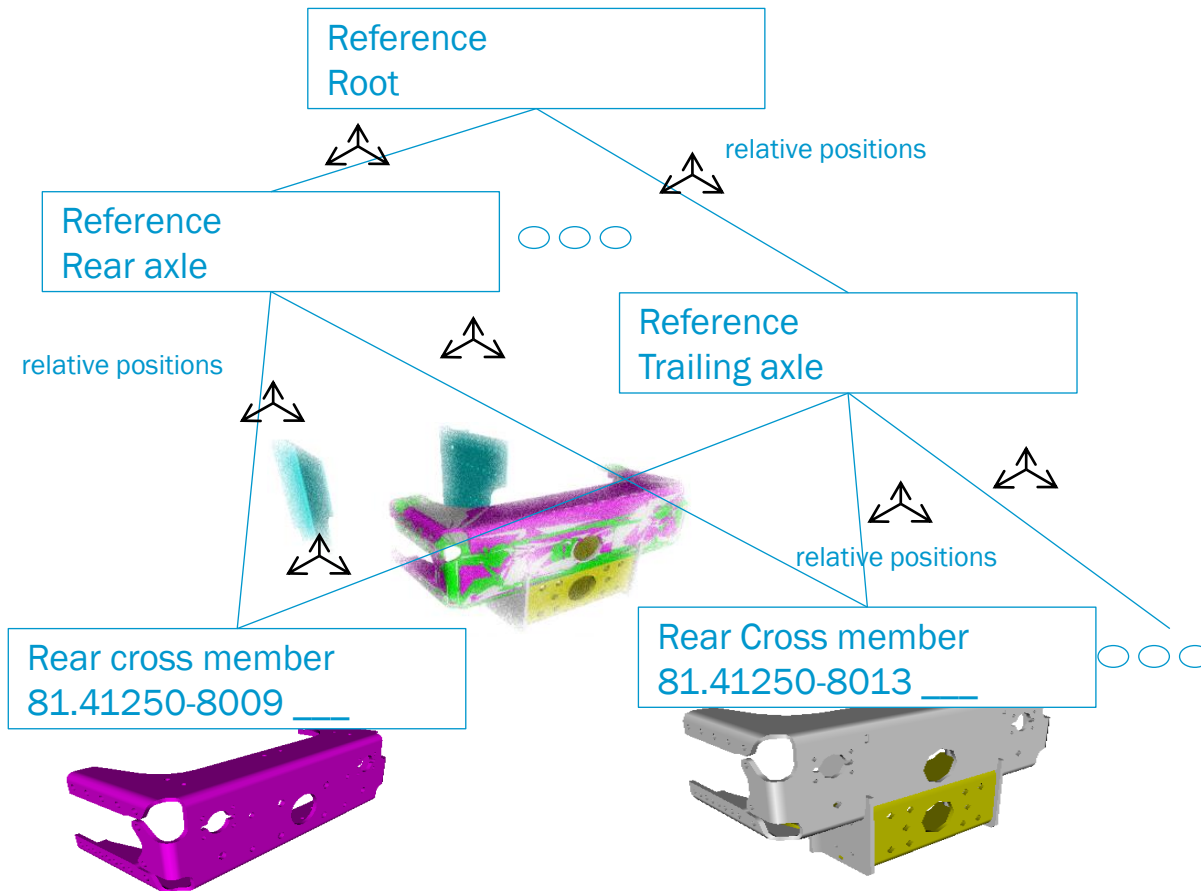 Reference
Root
relative positions
Reference
Rear axle
Reference
Trailing axle
relative positions
relative positions
Rear cross member
81.41250-8009 ___
Rear Cross member
81.41250-8013 ___